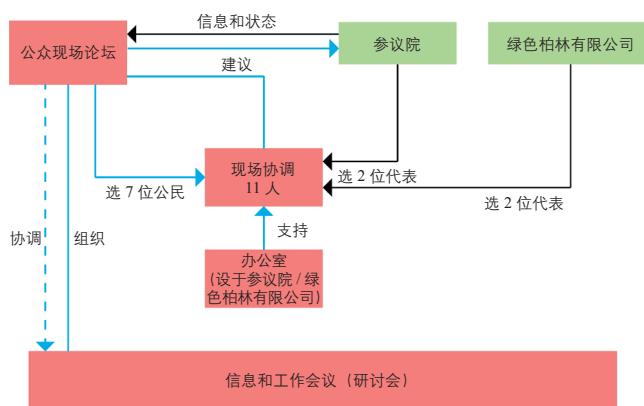 信息和状态
公众现场论坛
参议院
绿色柏林有限公司
建议
现场协调
11 人
选 7 位公民
选 2 位代表
选 2 位代表
支持
协调
组织
办公室
(设于参议院 / 绿
色柏林有限公司)
信息和工作会议（研讨会）